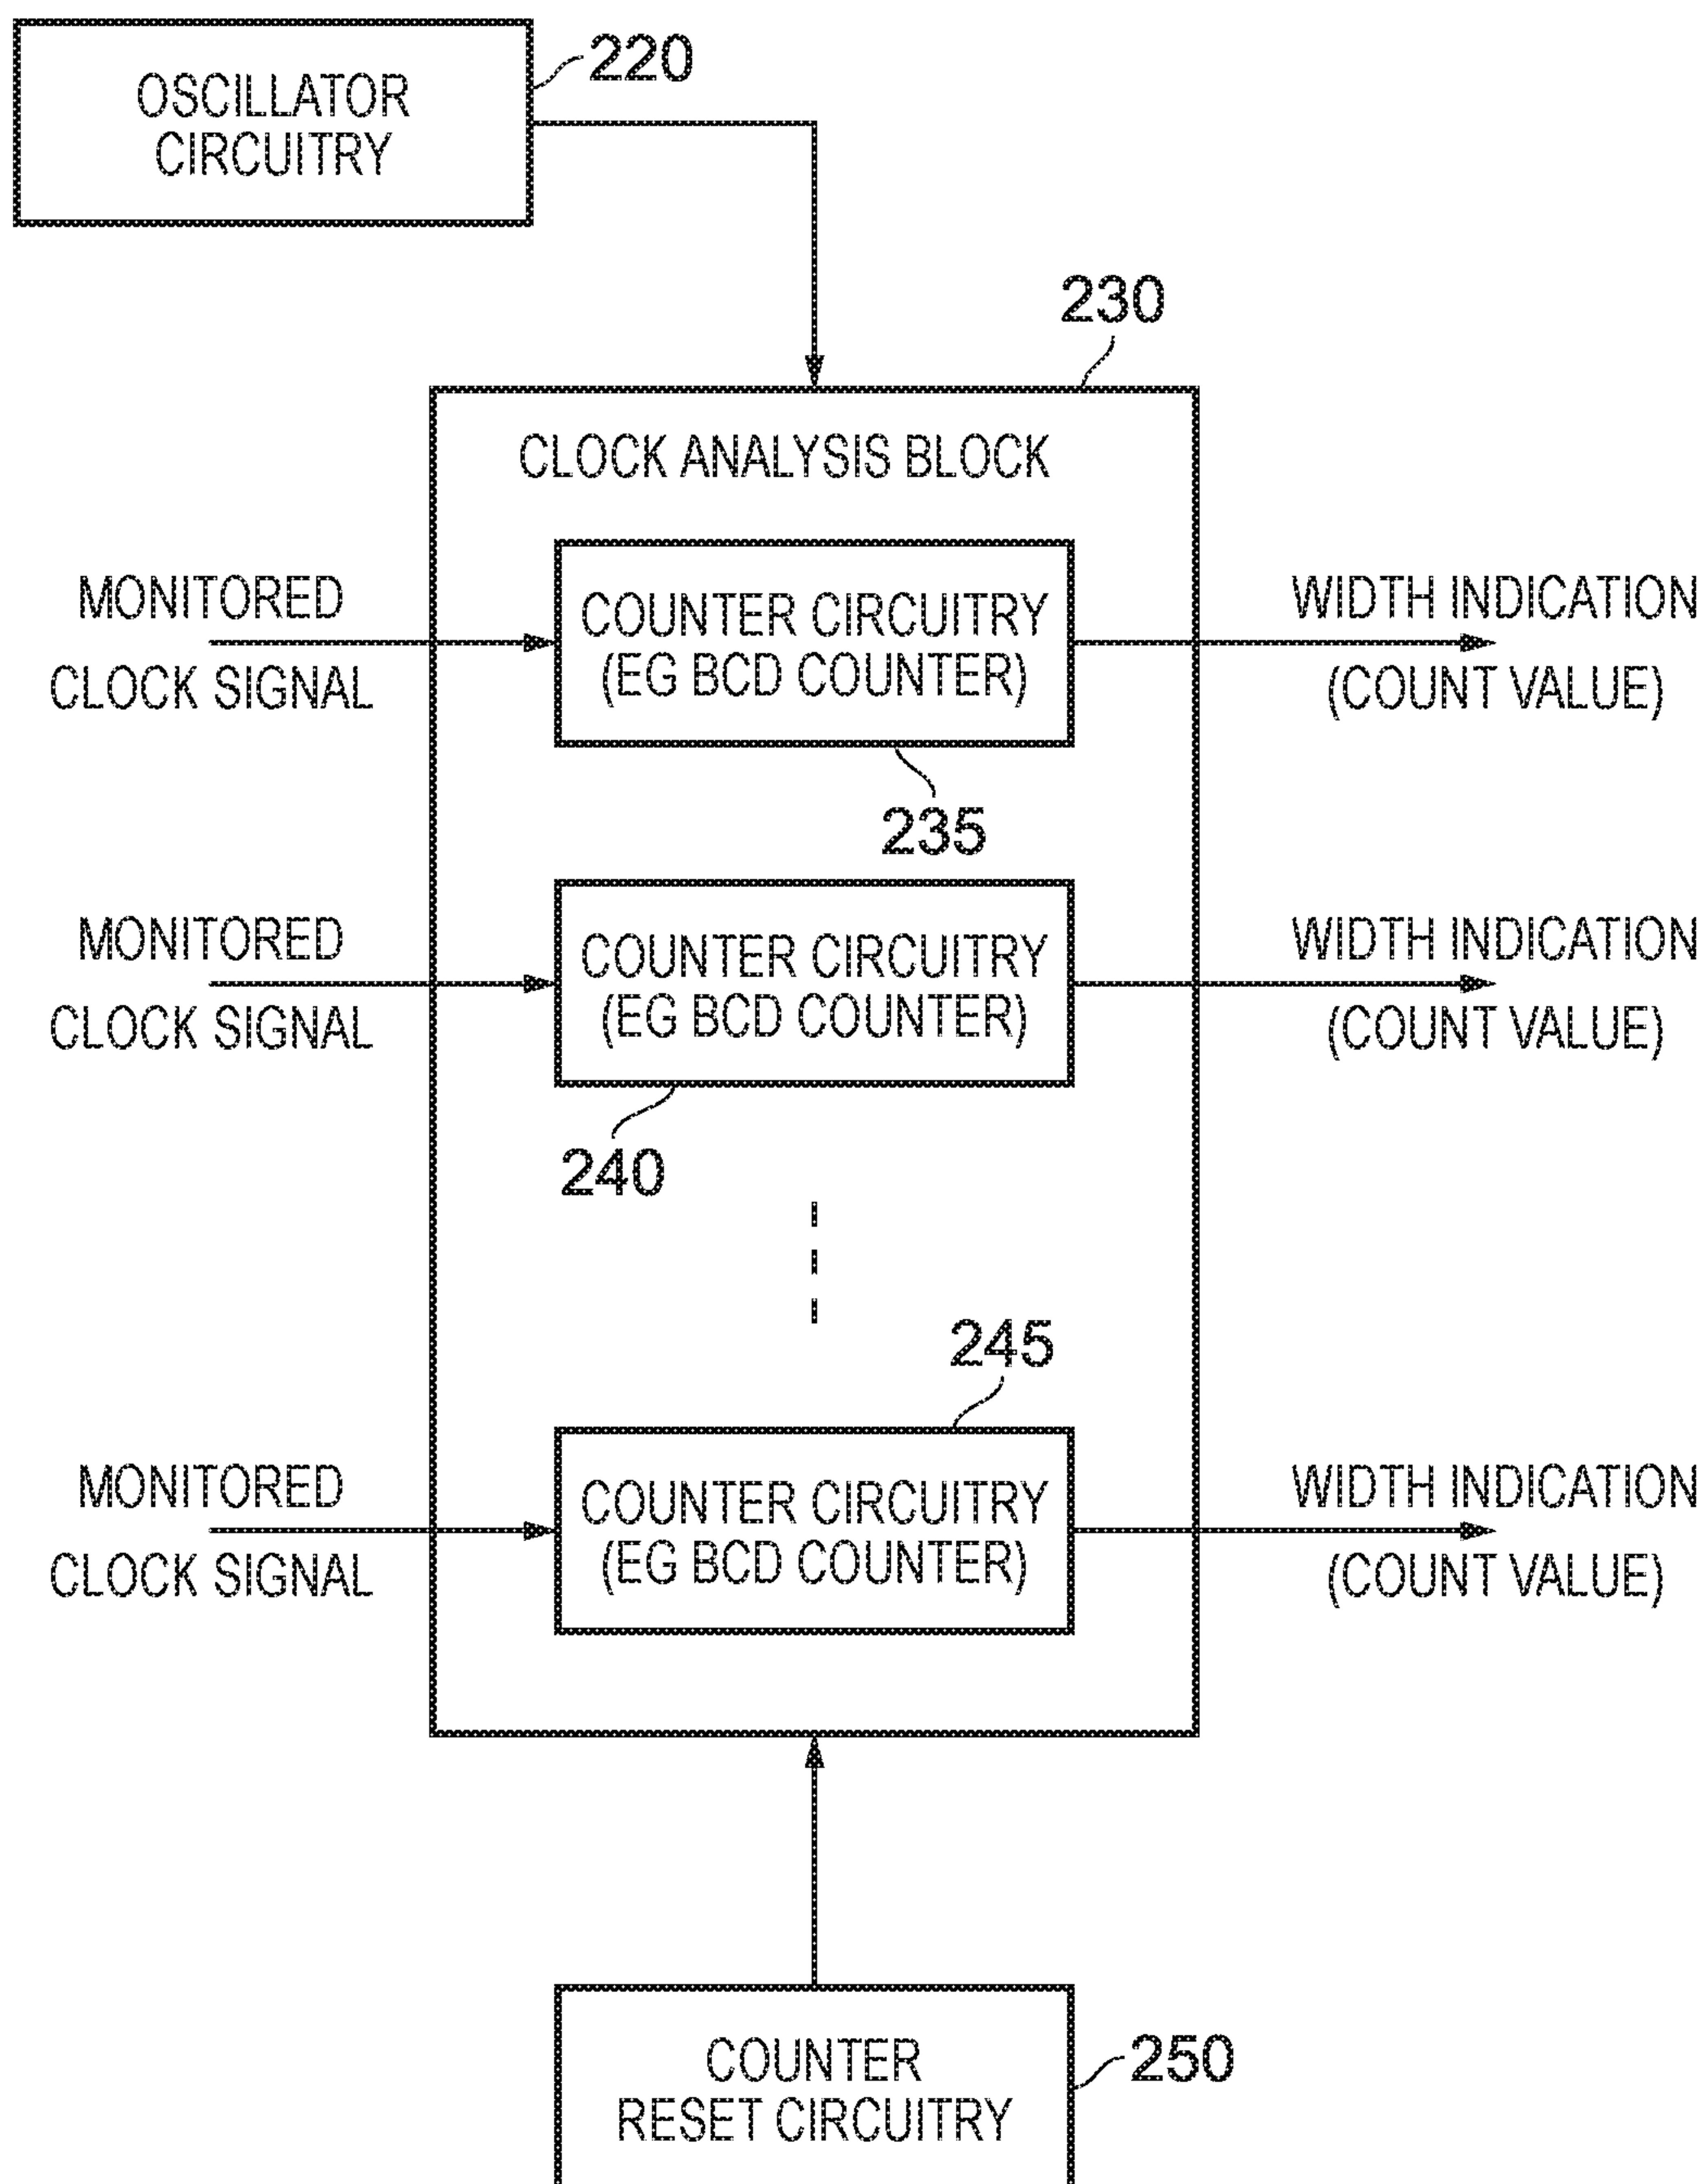 OSCILLATOR
CIRCUITRY
220
230
CLOCK ANALYSIS BLOCK
MONITORED
CLOCK SIGNAL
COUNTER CIRCUITRY
(EG BCD COUNTER)
WIDTH INDICATION
(COUNT VALUE)
235
MONITORED
CLOCK SIGNAL
COUNTER CIRCUITRY
(EG BCD COUNTER)
WIDTH INDICATION
(COUNT VALUE)
240
245
MONITORED
CLOCK SIGNAL
COUNTER CIRCUITRY
(EG BCD COUNTER)
WIDTH INDICATION
(COUNT VALUE)
COUNTER
RESET CIRCUITRY
250